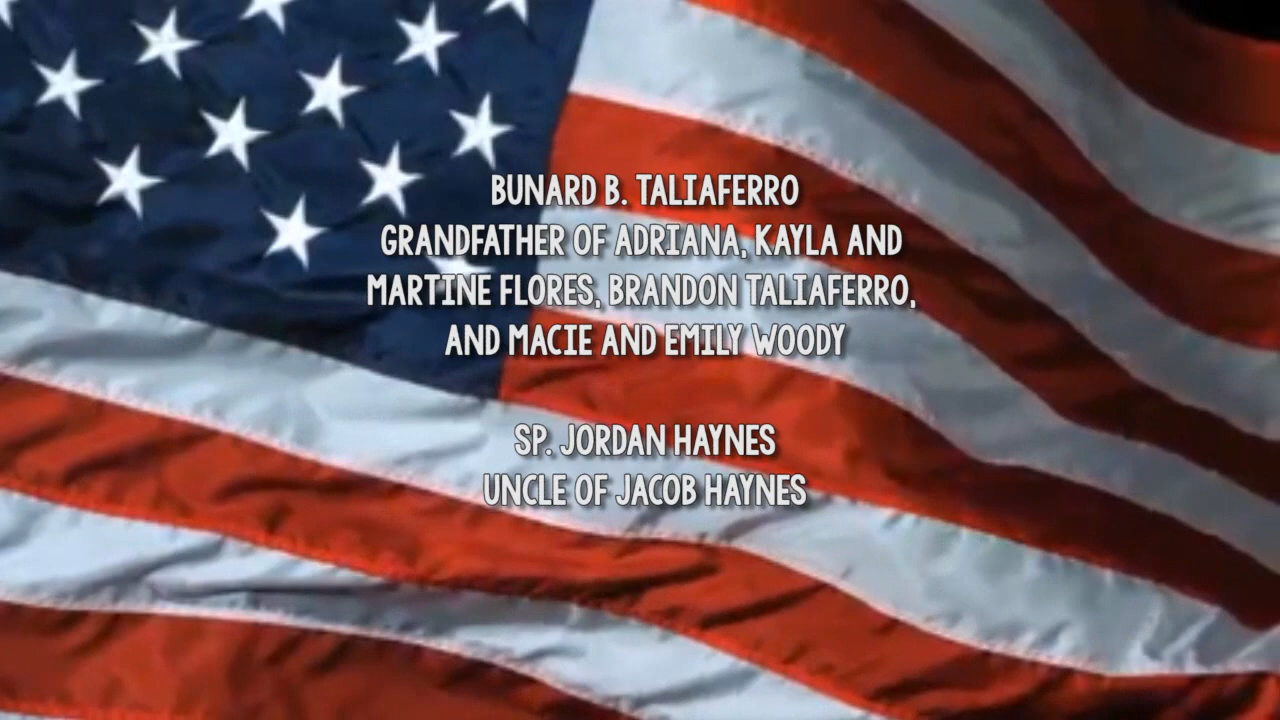 BUNARD B. TALIAFERRO
GRANDFATHER OF ADRIANA, KAYLA AND
MARTINE FLORES, BRANDON TALIAFERRO,
AND MACIE AND EMILY WOODY
SP. JORDAN HAYNES
UNCLE OF JACOB HAYNES